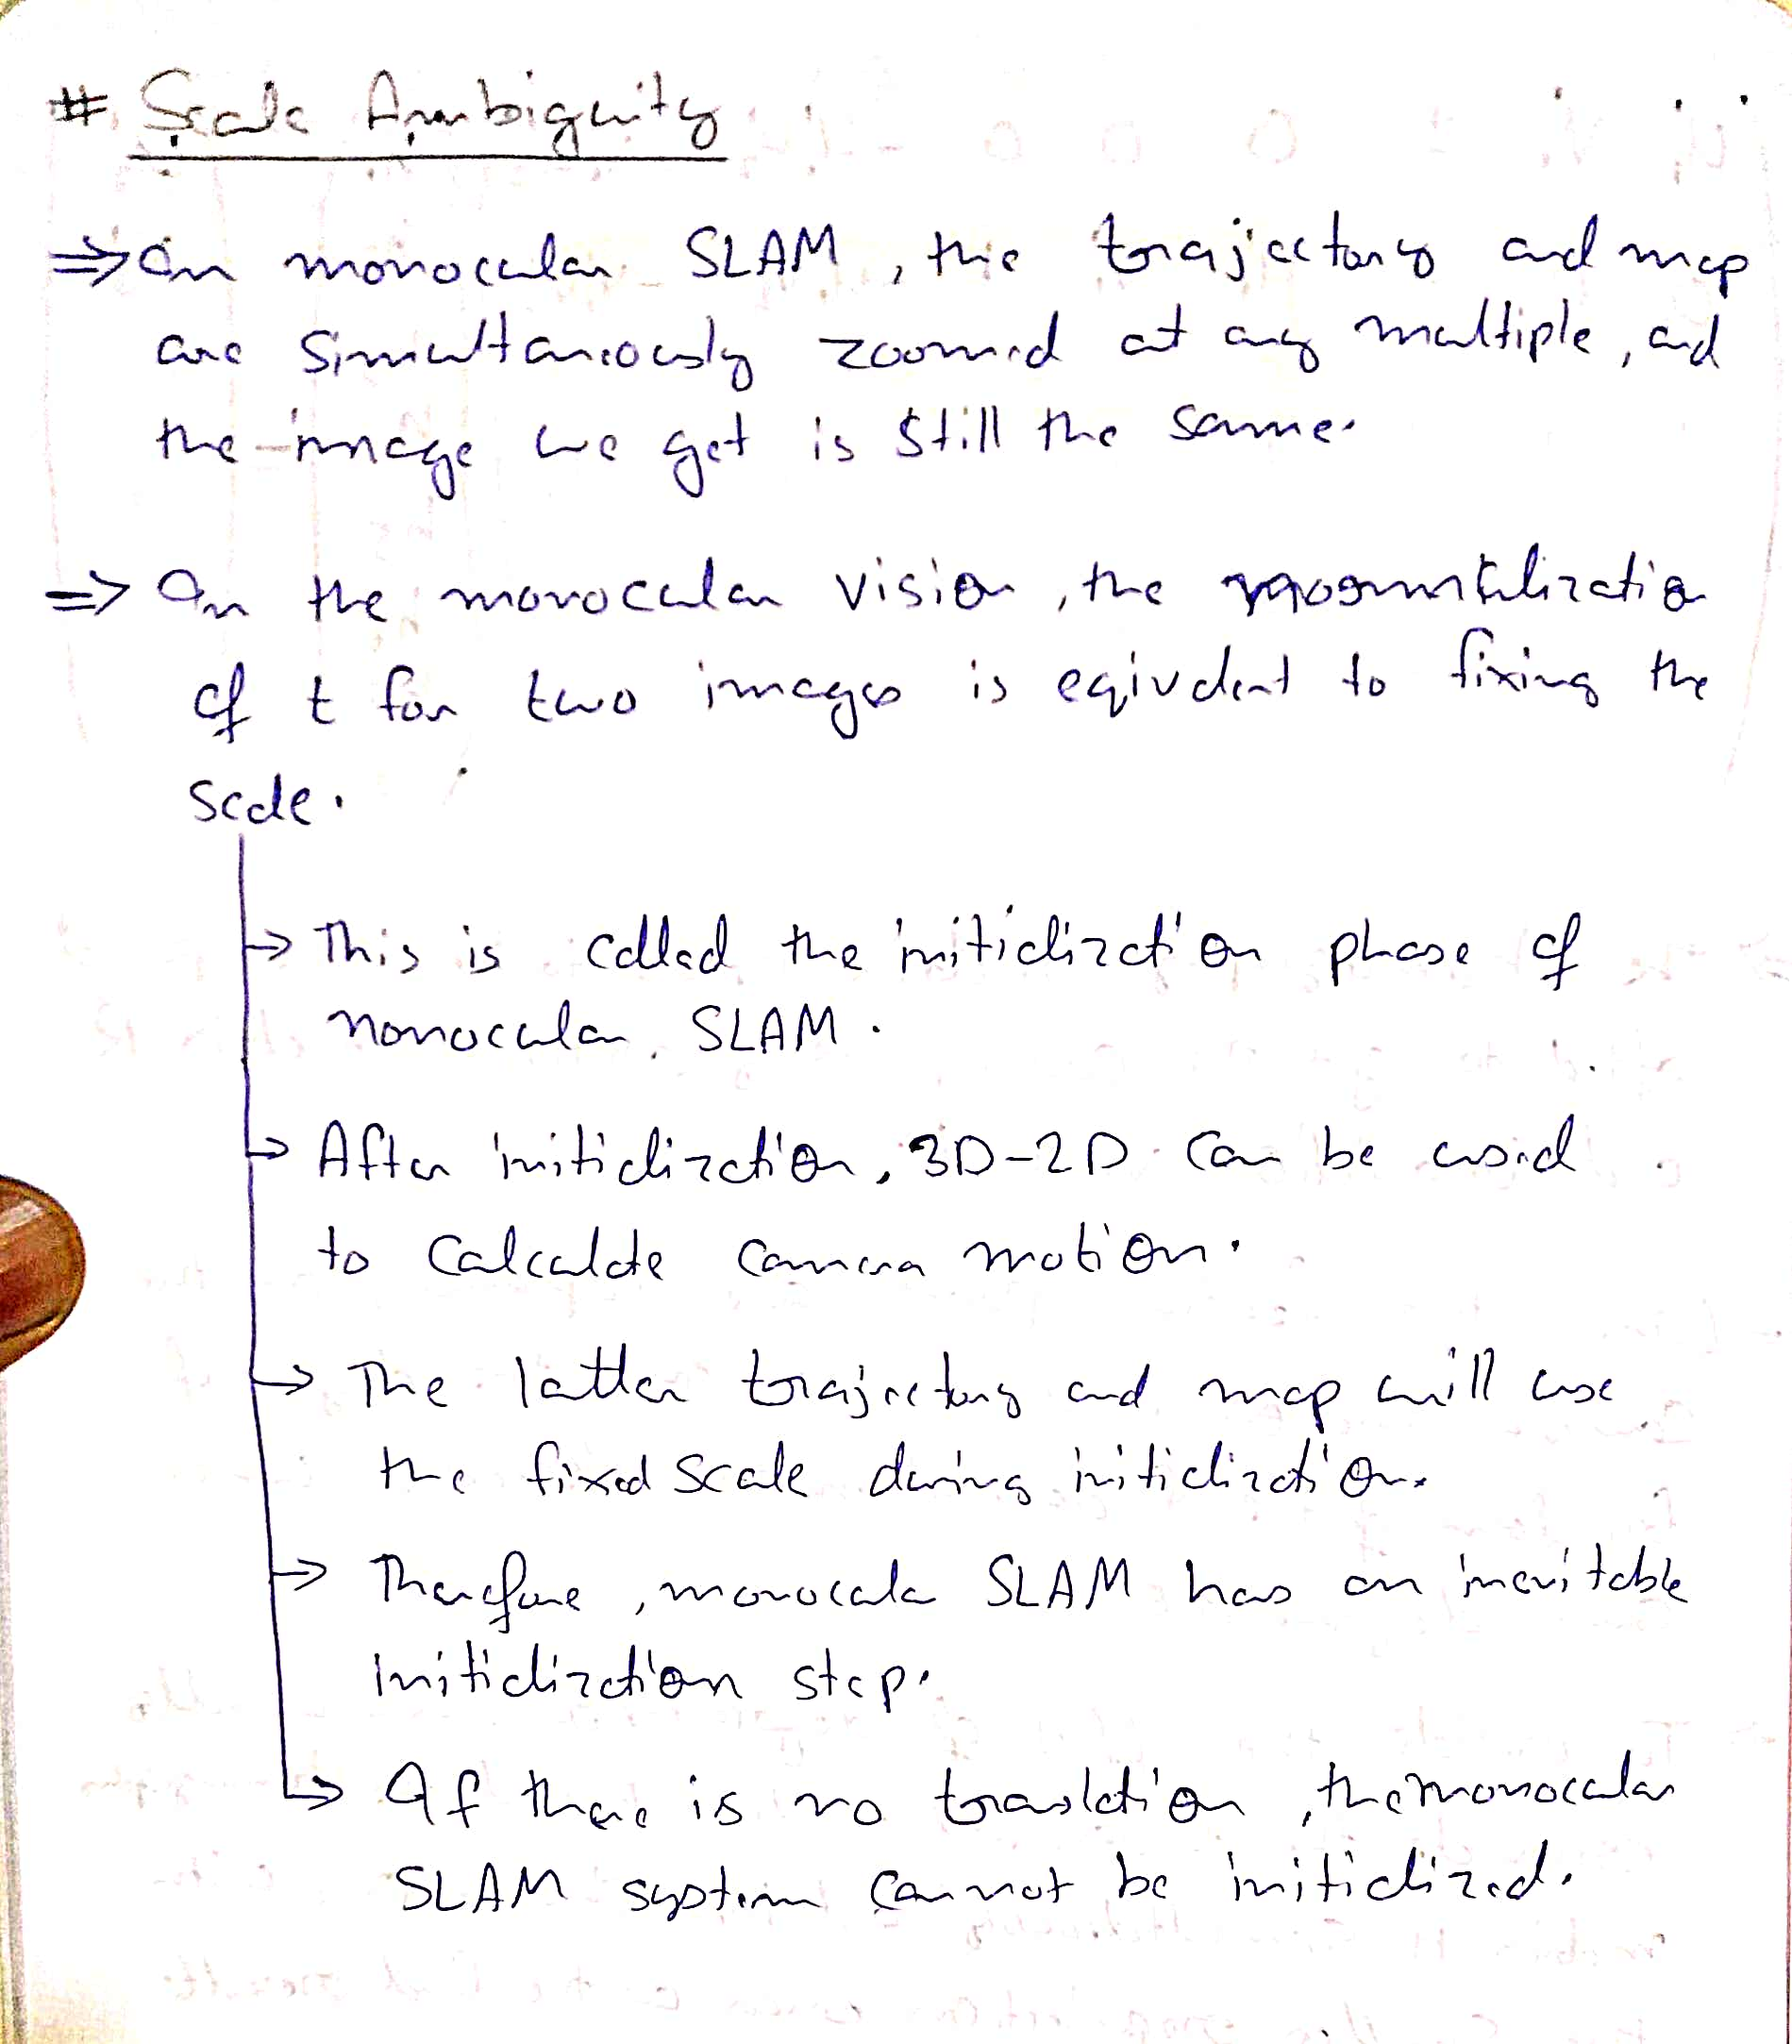 # Scale Ambiguity
⇒ In monocular SLAM, the trajectory and map
are simultaneously zoomed at any multiple, and
the image we get is still the same.
⇒ In the monocular vision, the
of t for two images is eqivalent to fixing the
scale.
→ This is called the initialization phase of
monocular SLAM.
→ After initialization, 3D-2D can be used
to calculate camera motion.
→ The latter trajectory and map will use
the fixed scale during initialization.
→ Therefore, monocula SLAM has an inevitable
initialization step.
→ If there is no translation, the monocular
SLAM system cannot be initialized.